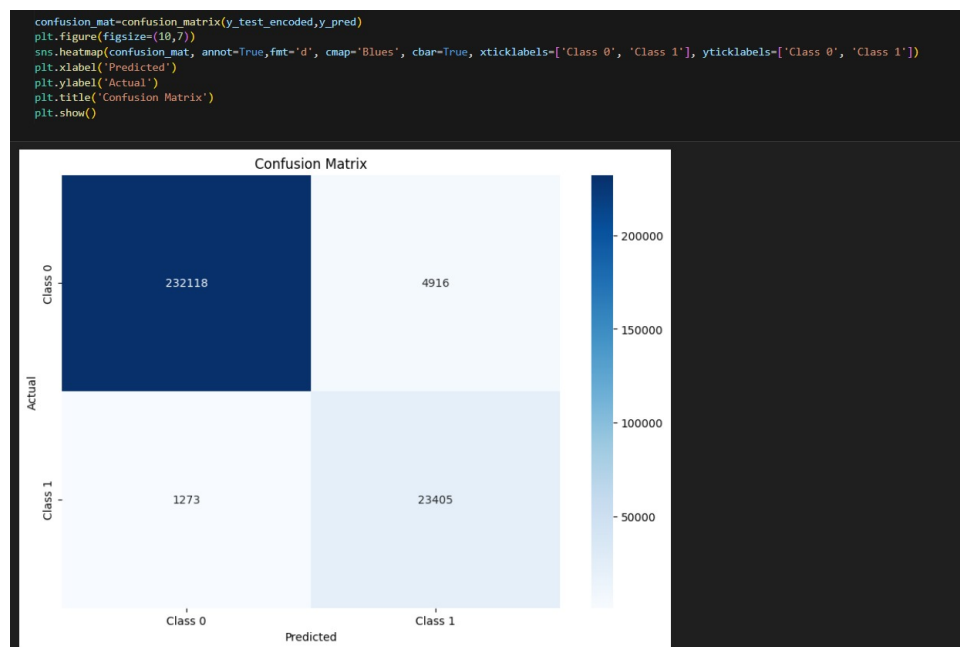 confusion_mat=confusion_matrix(y_test_encoded,y_pred)
plt.figure(figsize=(10,7))
sns.heatmap(confusion_mat, annot=True,fmt='d', cmap='Blues', cbar=True, xticklabels=['Class 0', 'Class 1'], yticklabels=['Class 0', 'Class 1'])
plt.xlabel('Predicted')
plt.ylabel('Actual')
plt.title('Confusion Matrix')
plt.show()
Confusion Matrix
Class 0
232118
4916
200000
150000
Actual
100000
Class 1
1273
23405
50000
Class 0
Class 1
Predicted